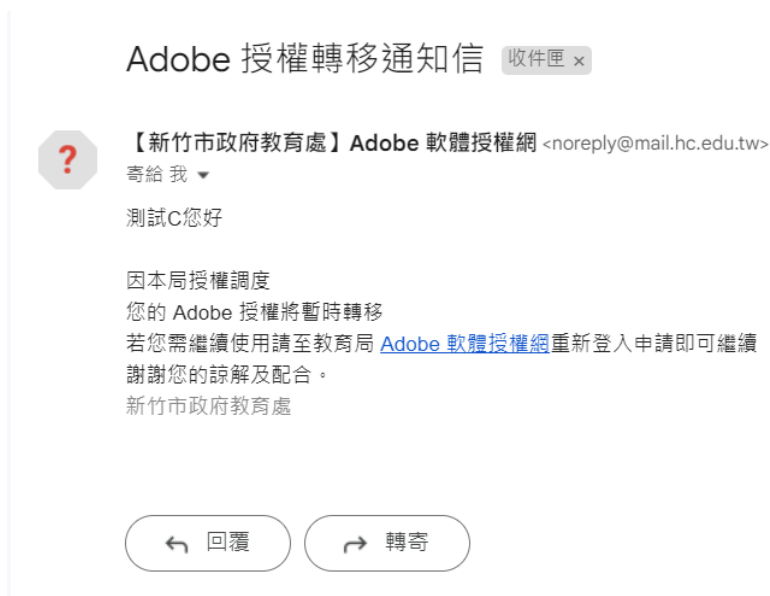 Adobe 授權轉移通知信 收件匣 ×
?
【新竹市政府教育處】Adobe 軟體授權網 <noreply@mail.hc.edu.tw>
寄給 我
測試C您好
因本局授權調度
您的 Adobe 授權將暫時轉移
若您需繼續使用請至教育局 Adobe 軟體授權網重新登入申請即可繼續
謝謝您的諒解及配合。
新竹市政府教育處
回覆 轉寄